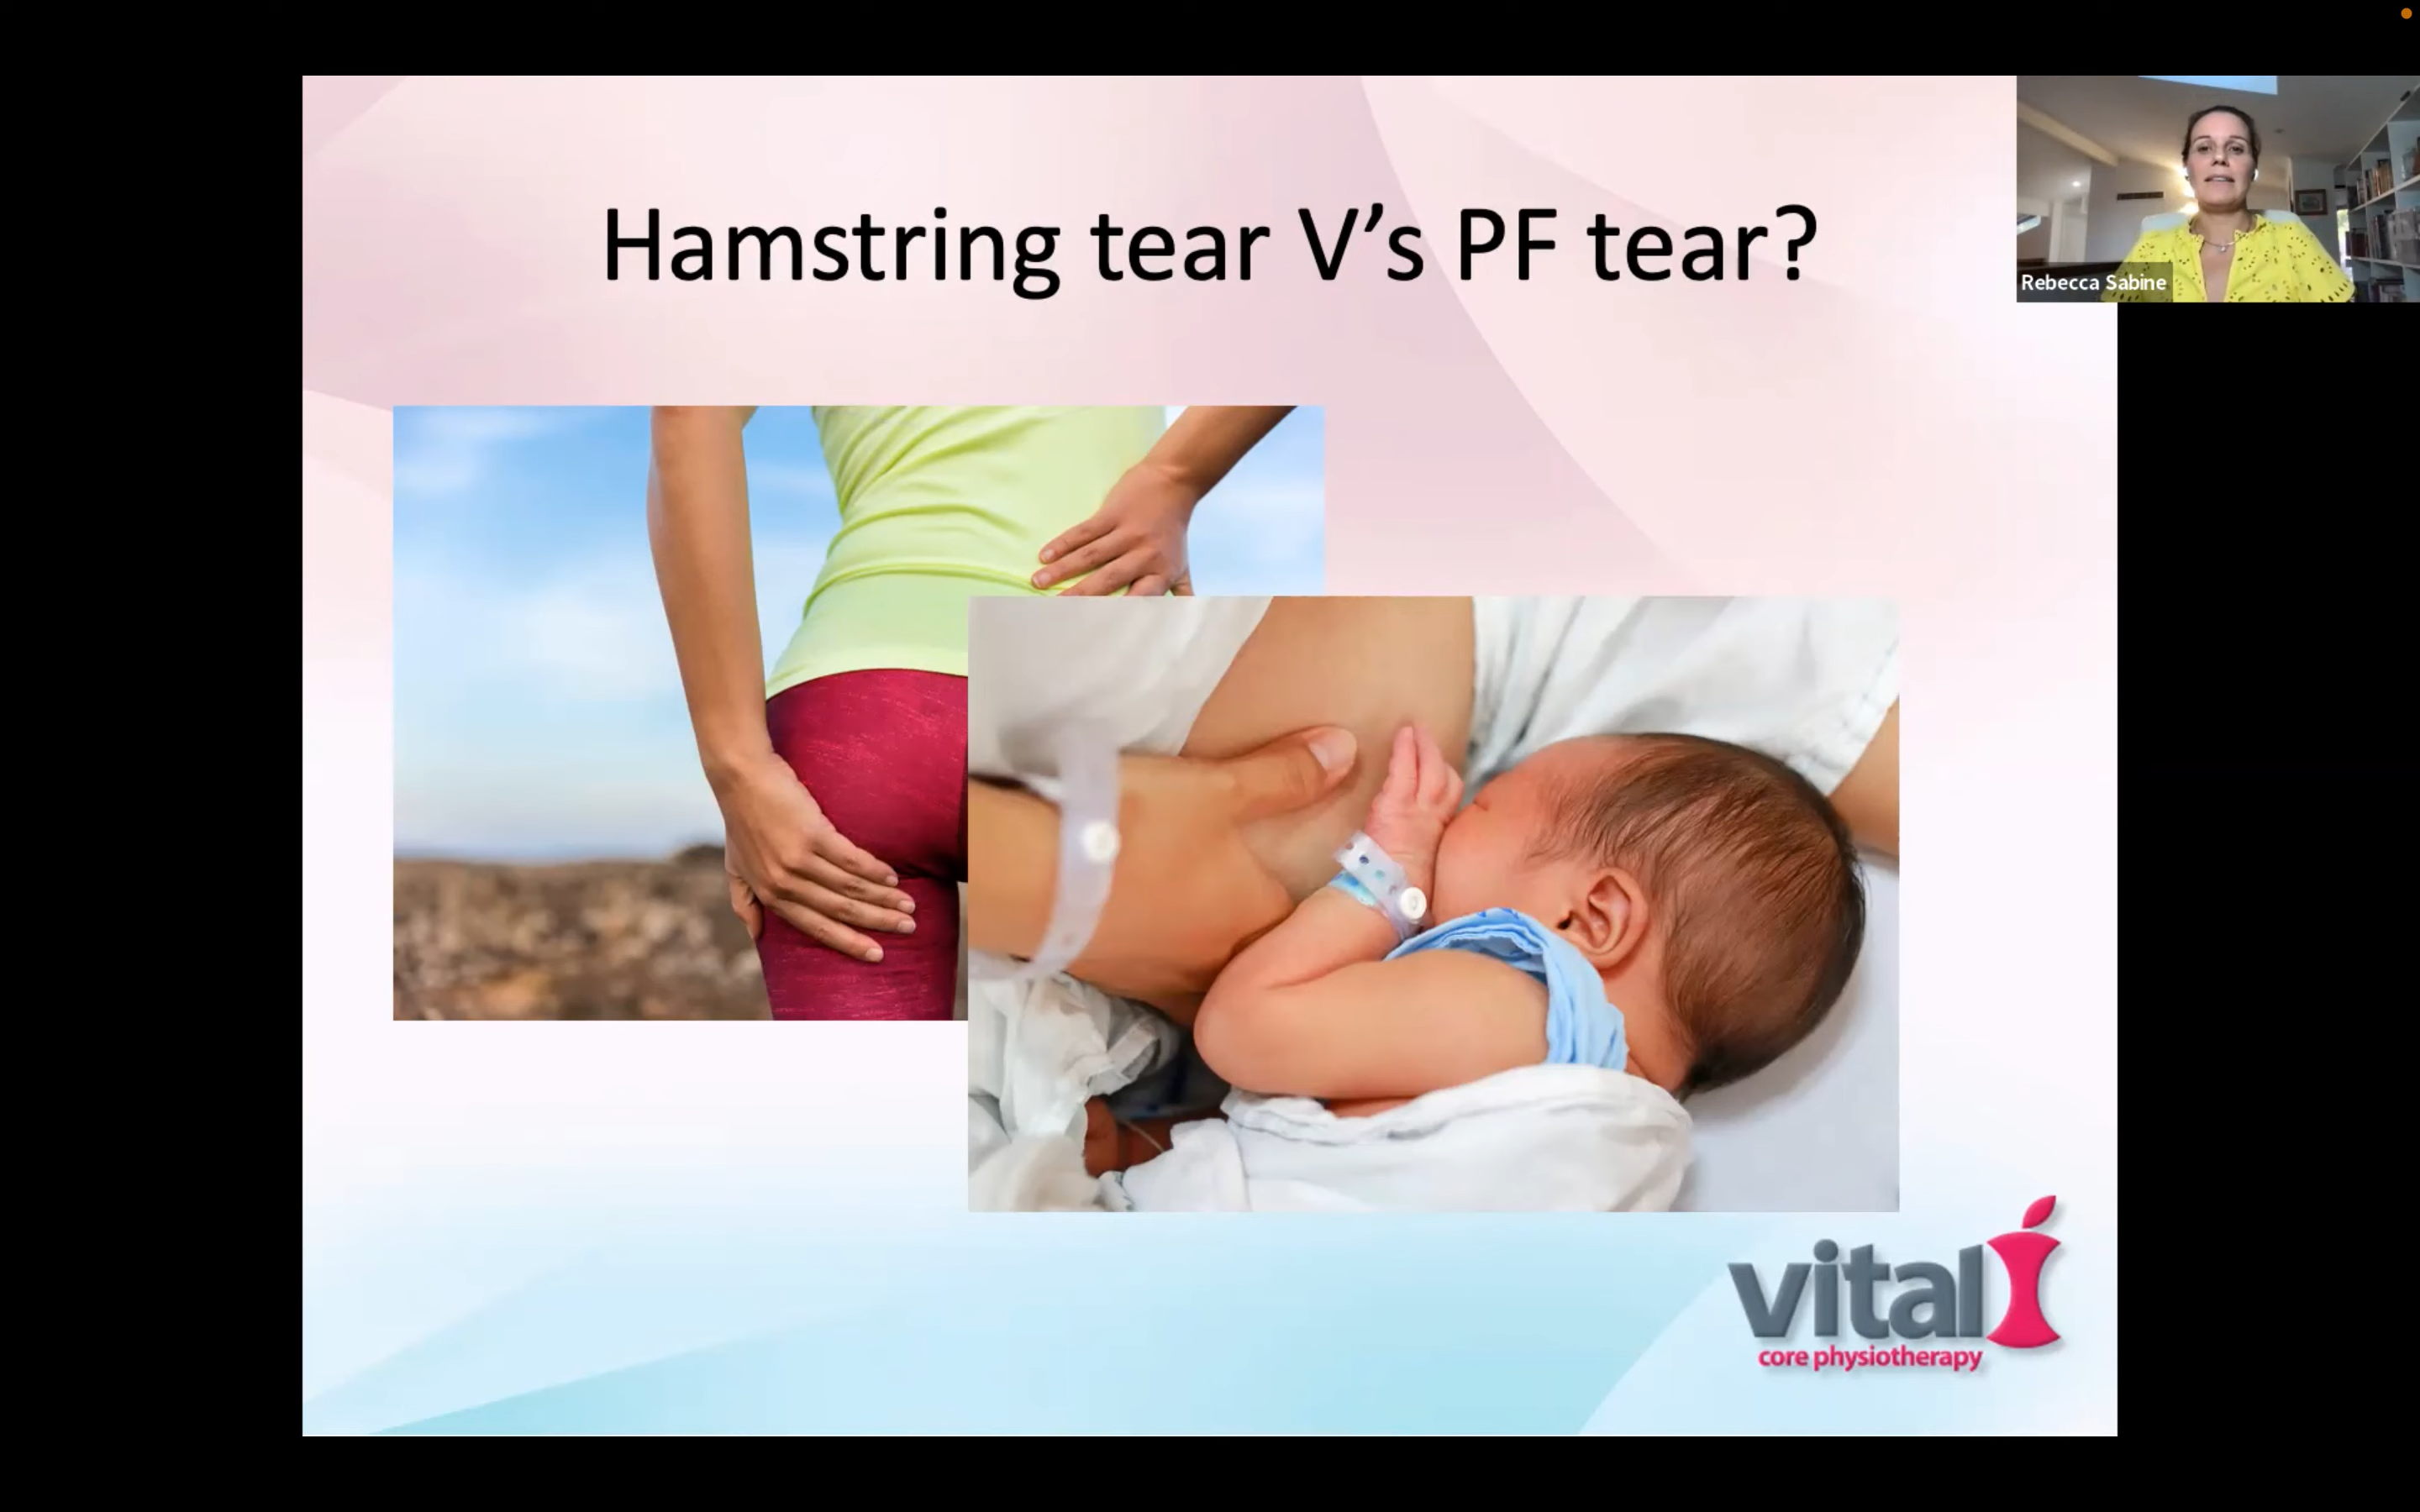 Hamstring tear V’s PF tear?
Rebecca Sabine
vital
core physiotherapy